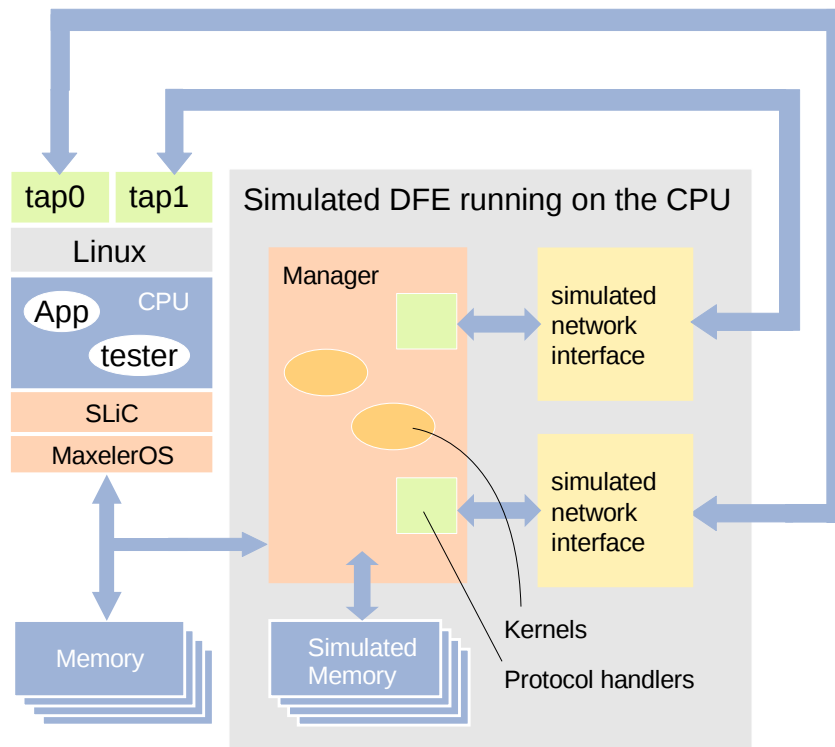 tap0
tap1
Linux
CPU
App
tester
SLiC
MaxelerOS
Memory
Simulated DFE running on the CPU
Manager
simulated
network
interface
simulated
network
interface
Simulated
Memory
Kernels
Protocol handlers